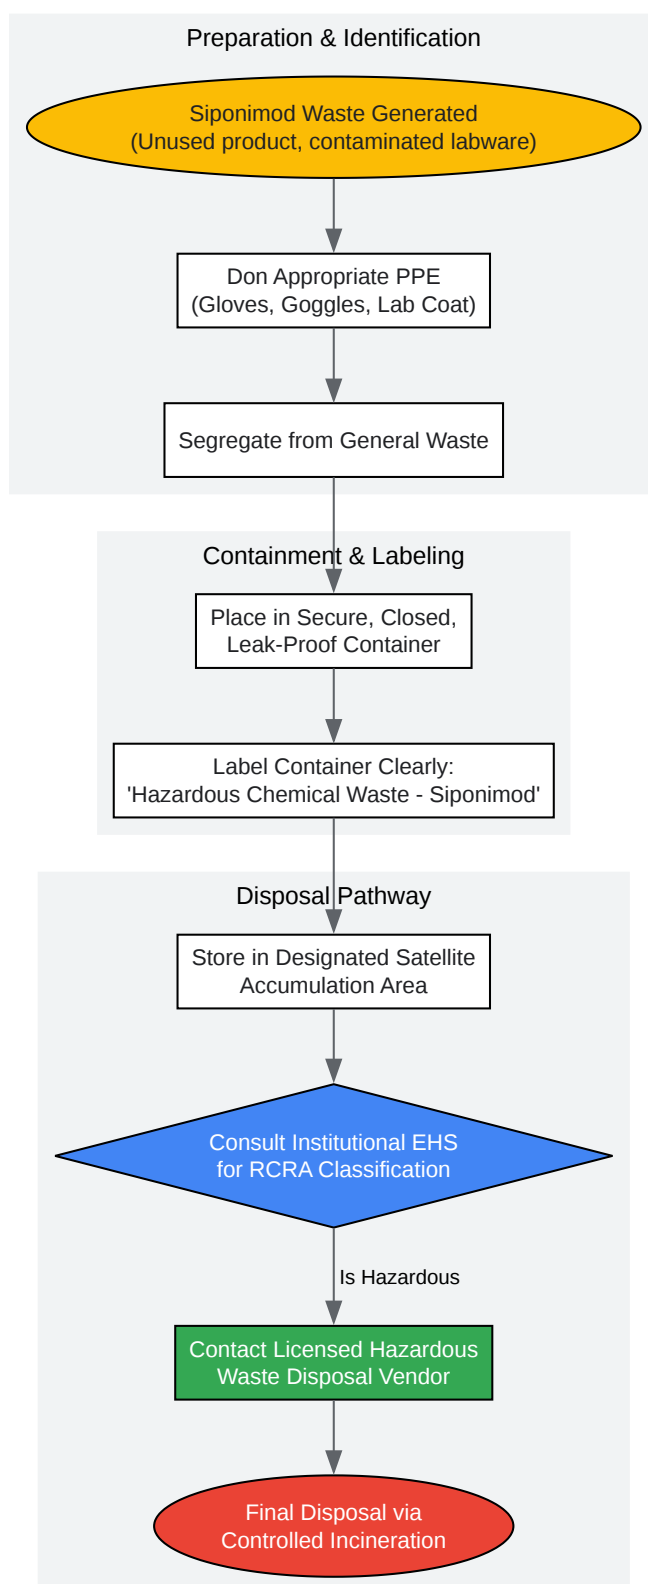 Preparation & Identification
Siponimod Waste Generated
(Unused product, contaminated labware)
Don Appropriate PPE
(Gloves, Goggles, Lab Coat)
Segregate from General Waste
Containment & Labeling
Place in Secure, Closed,
Leak-Proof Container
Label Container Clearly:
'Hazardous Chemical Waste - Siponimod'
Disposal Pathway
Store in Designated Satellite
Accumulation Area
Consult Institutional EHS
for RCRA Classification
Is Hazardous
Contact Licensed Hazardous
Waste Disposal Vendor
Final Disposal via
Controlled Incineration